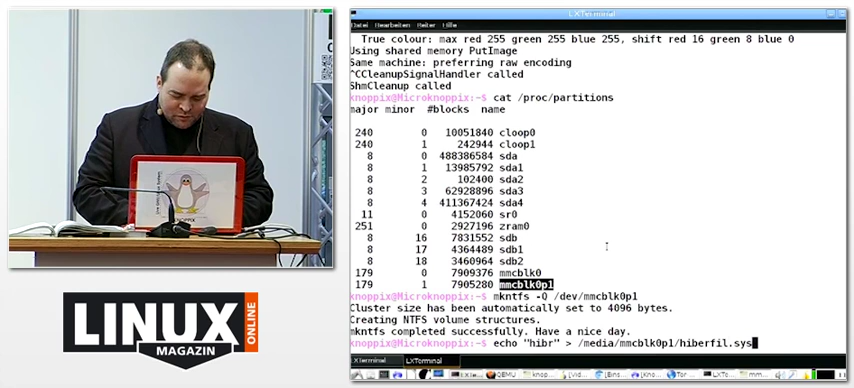 LXTerminal
Datei Bearbeiten Reiter Hilfe
True colour: max red 255 green 255 blue 255, shift red 16 green 8 blue 0
Using shared memory PutImage
Same machine: preferring raw encoding
^CCleanupSignalHandler called
ShmCleanup called
knoppix@Microknoppix:~$ cat /proc/partitions
major minor #blocks name
240 0 10051840 cloop0
240 1 242944 cloop1
8 0 488386584 sda
8 1 13985792 sda1
8 2 102400 sda2
8 3 62928896 sda3
8 4 411367424 sda4
11 0 4152060 sr0
251 0 2927196 zram0
8 16 7831552 sdb
8 17 4364489 sdb1
8 18 3460964 sdb2
179 0 7909376 mmcblk0
179 1 7905280 mmcblk0p1
knoppix@Microknoppix:~$ mkntfs -Q /dev/mmcblk0p1
Cluster size has been automatically set to 4096 bytes.
Creating NTFS volume structures.
mkntfs completed successfully. Have a nice day.
knoppix@Microknoppix:~$ echo "hibr" > /media/mmcblk0p1/hiberfil.sys
LXTerminal LXTerminal
QEMU
KNOPPIX
LINUX
MAGAZIN
ONLINE